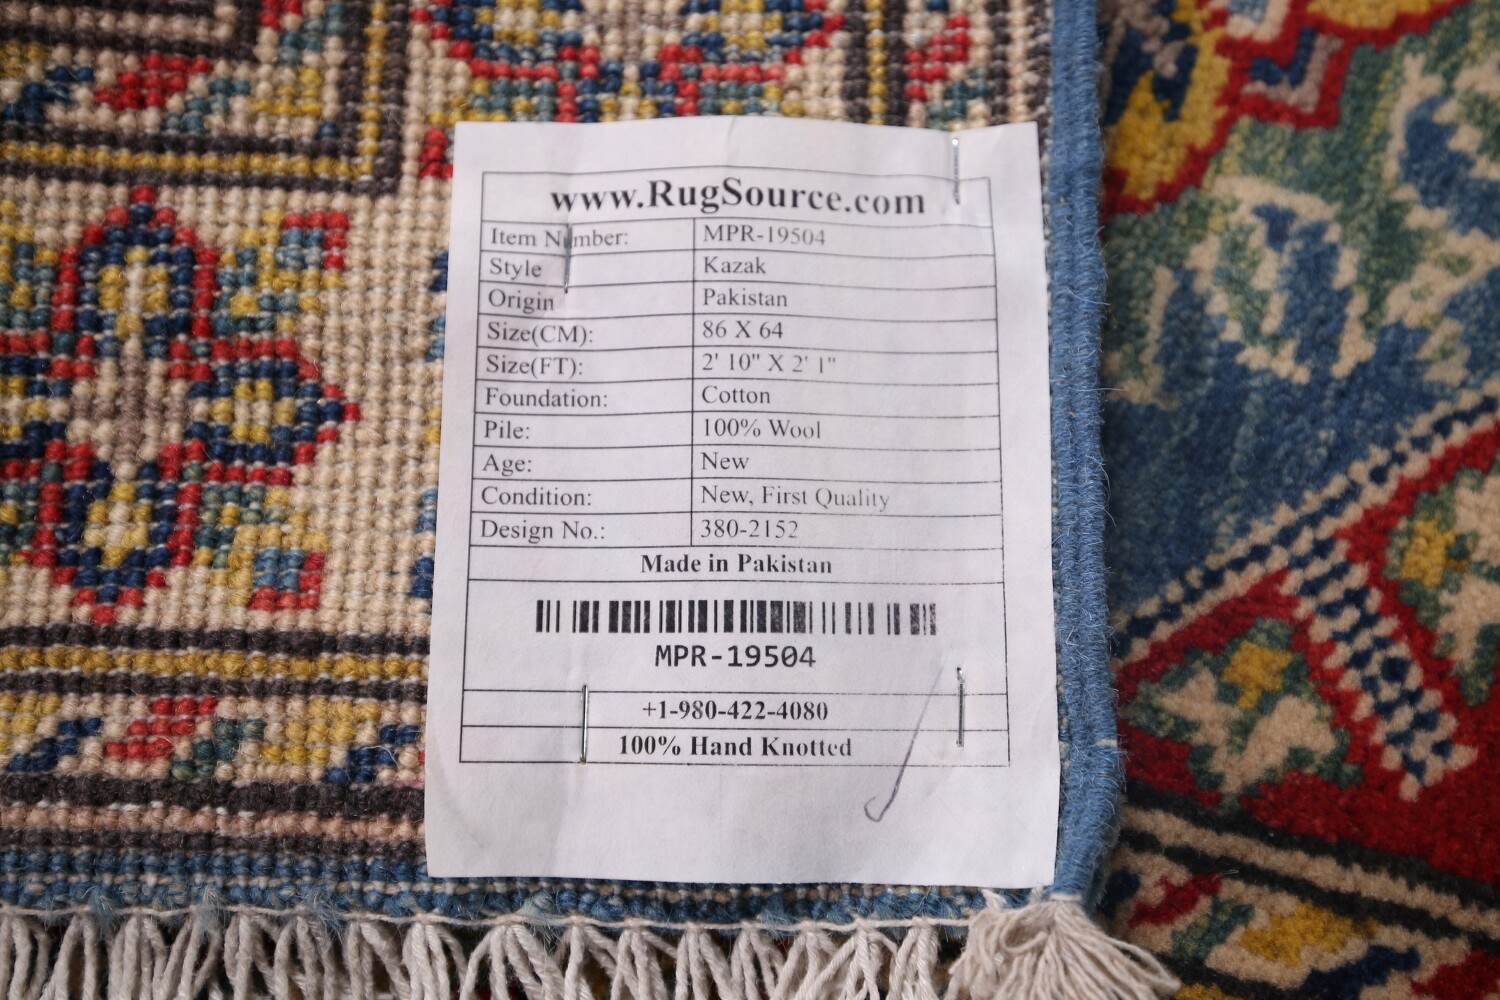 www.RugSource.com
Item Number: MPR-19504
Style Kazak
Origin Pakistan
Size(CM): 86 X 64
Size(FT): 2' 10" X 2' 1"
Foundation: Cotton
Pile: 100% Wool
Age: New
Condition: New, First Quality
Design No.: 380-2152
Made in Pakistan
MPR-19504
+1-980-422-4080
100% Hand Knotted